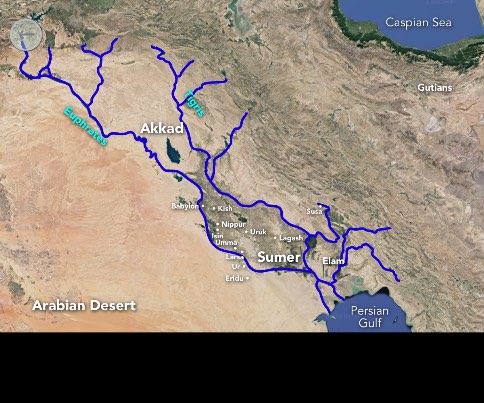 Caspian Sea
Gutians
Tigris
Euphrates
Akkad
Babylon
Kish
Susa
Nippur
Isin
Uruk
Umma
Lagash
Larsa
Sumer
Elam
Ur
Eridu
Arabian Desert
Persian
Gulf